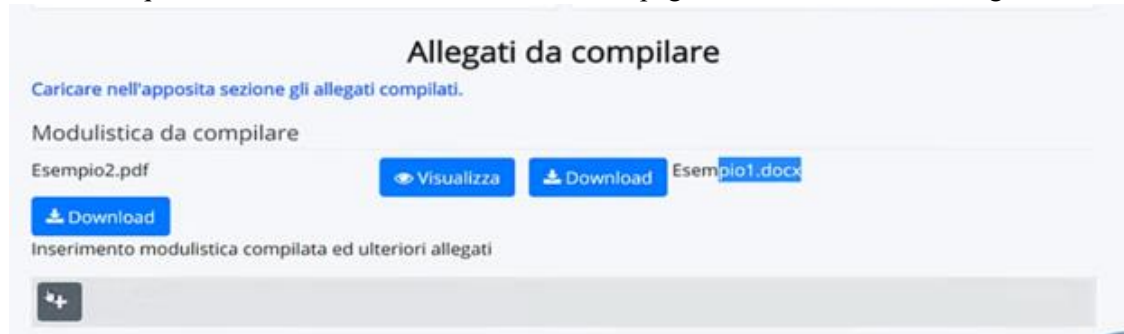 Allegati da compilare
Caricare nell'apposita sezione gli allegati compilati.
Modulistica da compilare
Esempio2.pdf Visualizza Download Esempio1.docx
Download
Inserimento modulistica compilata ed ulteriori allegati
+